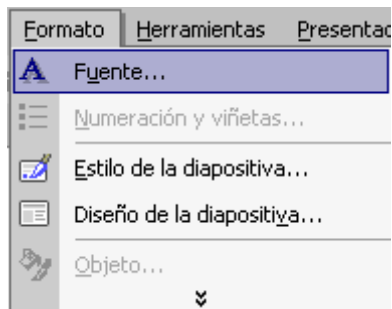 Formato Herramientas Presentac
Fuente...
Numeración y viñetas...
Estilo de la diapositiva...
Diseño de la diapositiva...
Objeto...